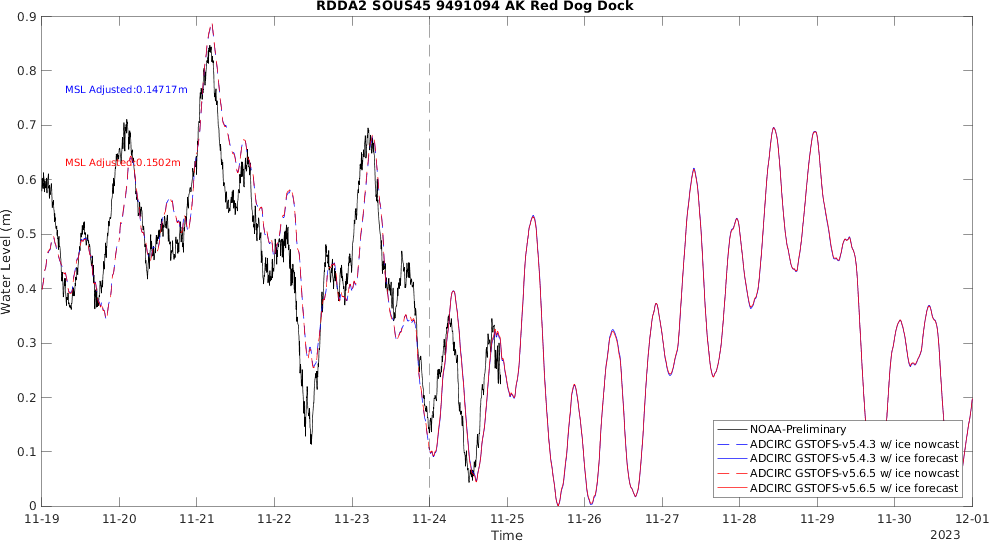 RDDA2 SOUS45 9491094 AK Red Dog Dock
0.9
0.8
MSL Adjusted:0.14717m
0.7
MSL Adjusted:0.1502m
0.6
0.5
Water Level (m)
0.4
0.3
0.2
NOAA-Preliminary
ADCIRC GSTOFS-v5.4.3 w/ ice nowcast
0.1
ADCIRC GSTOFS-v5.4.3 w/ ice forecast
ADCIRC GSTOFS-v5.6.5 w/ ice nowcast
ADCIRC GSTOFS-v5.6.5 w/ ice forecast
0
11-19 11-20 11-21 11-22 11-23 11-24 11-25 11-26 11-27 11-28 11-29 11-30 12-01
Time
2023